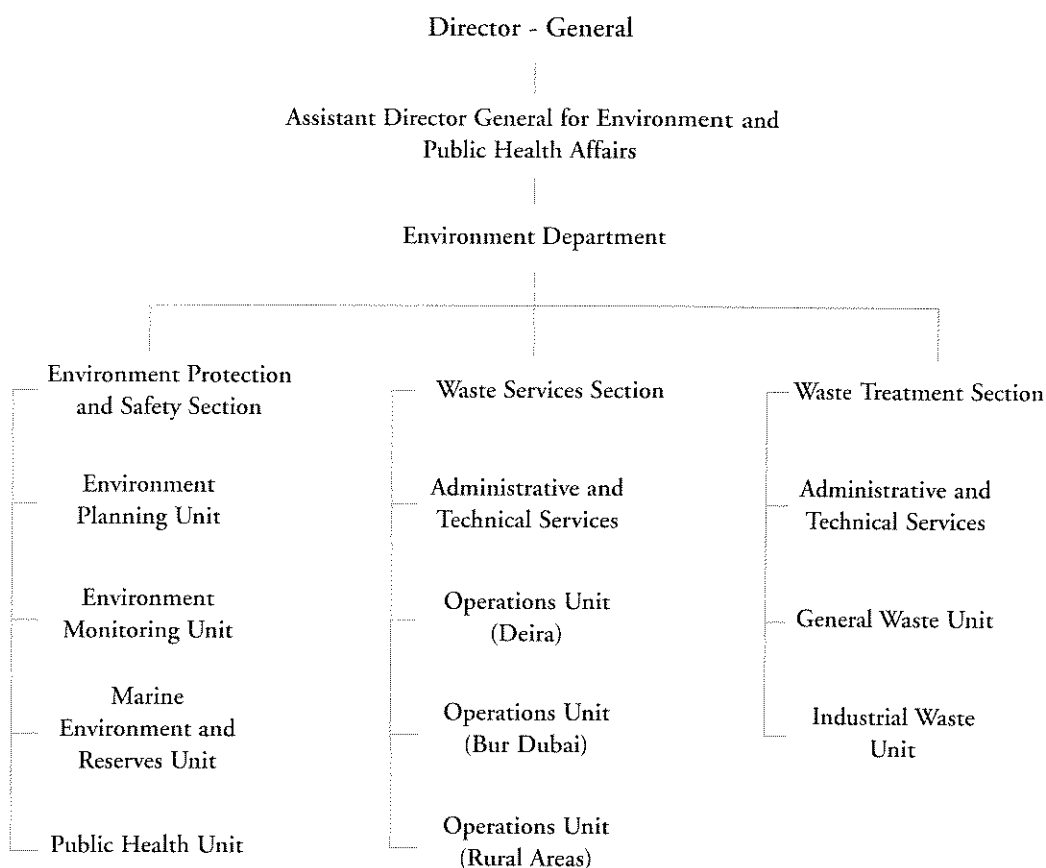 Director - General
Assistant Director General for Environment and
Public Health Affairs
Environment Department
Environment Protection
and Safety Section
Environment
Planning Unit
Environment
Monitoring Unit
Marine
Environment and
Reserves Unit
Public Health Unit
Waste Services Section
Administrative and
Technical Services
Operations Unit
(Deira)
Operations Unit
(Bur Dubai)
Operations Unit
(Rural Areas)
Waste Treatment Section
Administrative and
Technical Services
General Waste Unit
Industrial Waste
Unit